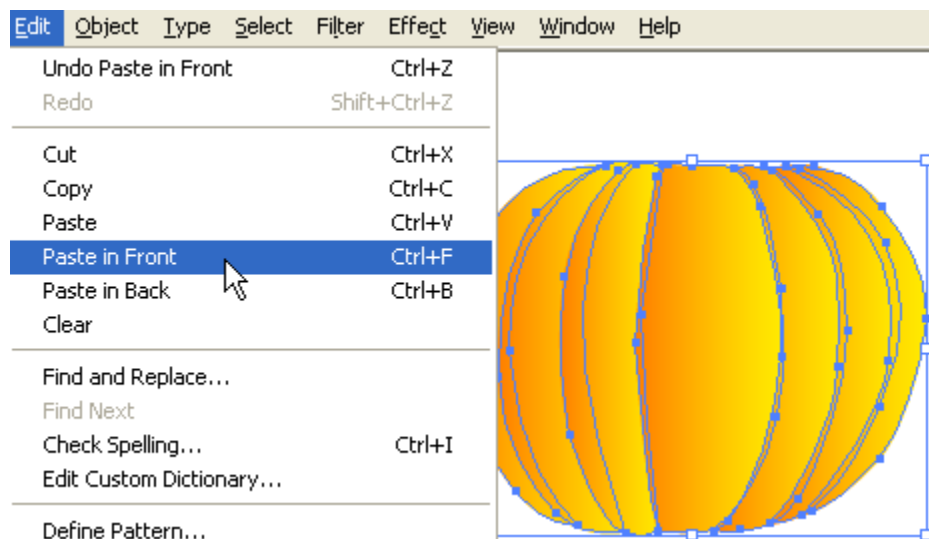 Edit Object Type Select Filter Effect View Window Help
Undo Paste in Front Ctrl+Z
Redo Shift+Ctrl+Z
Cut Ctrl+X
Copy Ctrl+C
Paste Ctrl+V
Paste in Front Ctrl+F
Paste in Back Ctrl+B
Clear
Find and Replace...
Find Next
Check Spelling... Ctrl+I
Edit Custom Dictionary...
Define Pattern...